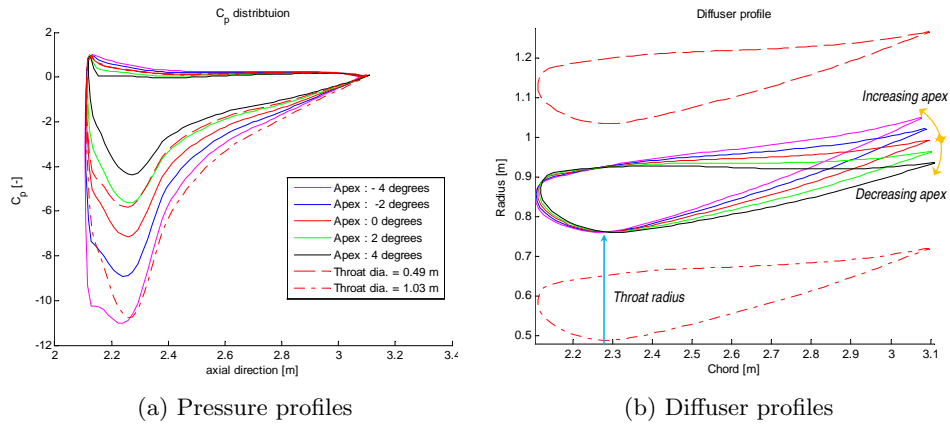 C_p distribtuion
2
0
-2
-4
-6
-8
-10
-12
C_p [-]
2
2.2
2.4
2.6
2.8
3
3.2
3.4
axial direction [m]
Apex : - 4 degrees
Apex : -2 degrees
Apex : 0 degrees
Apex : 2 degrees
Apex : 4 degrees
Throat dia. = 0.49 m
Throat dia. = 1.03 m
(a) Pressure profiles
Diffuser profile
1.2
1.1
1
0.9
0.8
0.7
0.6
0.5
Radius [m]
Increasing apex
Decreasing apex
Throat radius
2.2
2.3
2.4
2.5
2.6
2.7
2.8
2.9
3
3.1
Chord [m]
(b) Diffuser profiles